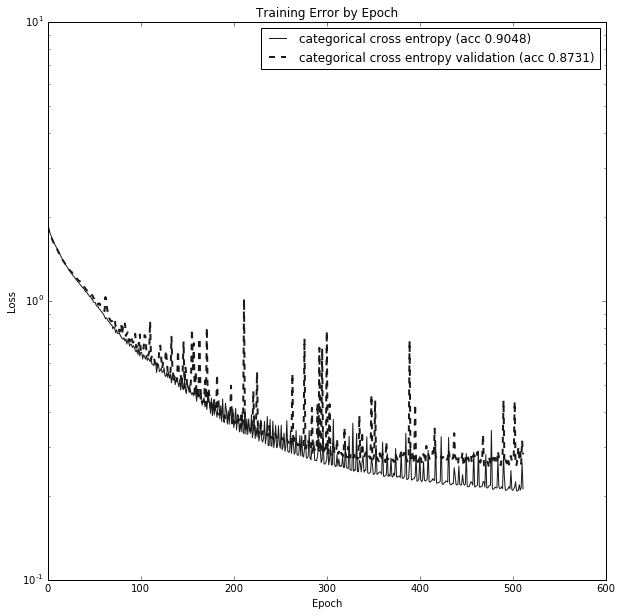 Training Error by Epoch
categorical cross entropy (acc 0.9048)
categorical cross entropy validation (acc 0.8731)
10^1
10^0
10^-1
Loss
0 100 200 300 400 500 600
Epoch